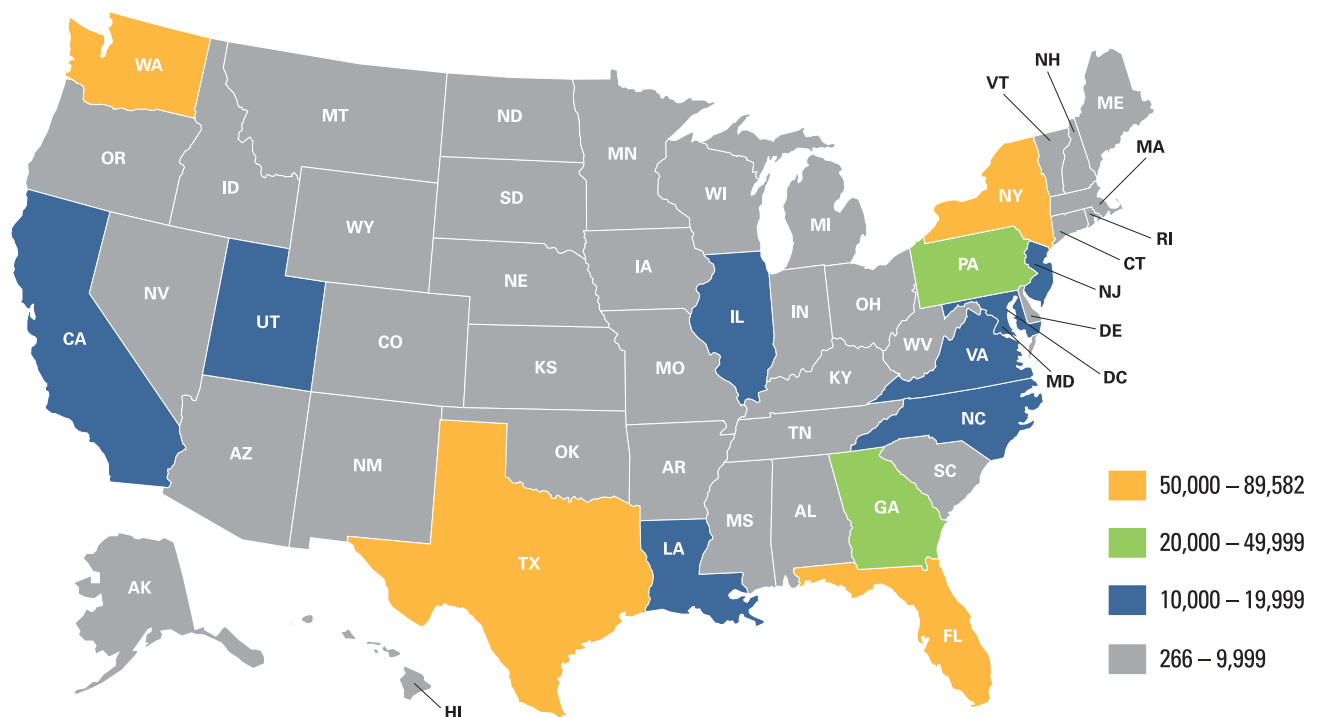 WA
MT
ND
MN
OR
ID
SD
WI
MI
WY
NE
IA
NV
UT
CO
KS
MO
IL
IN
OH
CA
AZ
NM
OK
AR
KY
TN
WV
VA
NC
SC
MS
AL
GA
LA
TX
FL
AK
HI
PA
NY
VT
NH
ME
MA
RI
CT
NJ
DE
DC
MD
50,000 – 89,582
20,000 – 49,999
10,000 – 19,999
266 – 9,999